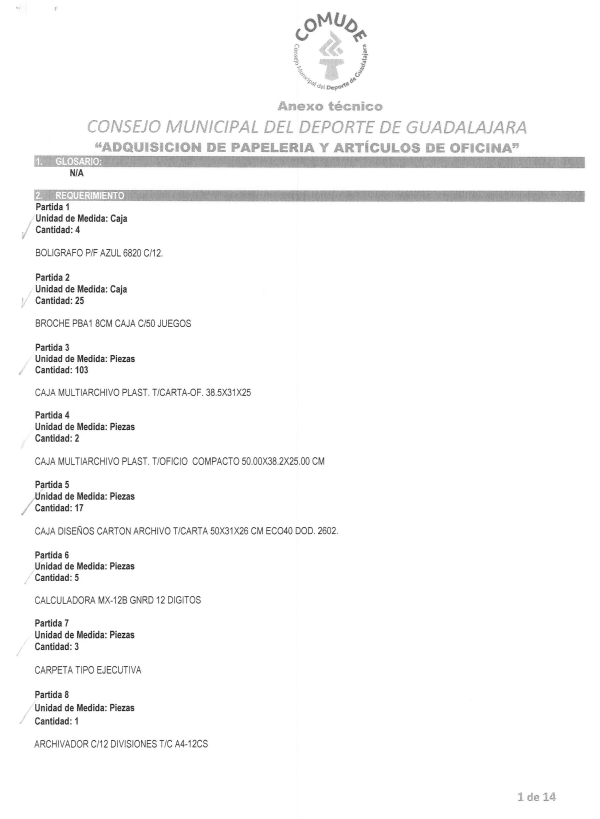 COMUDE
Consejo Municipal del Deporte de Guadalajara
Anexo técnico
CONSEJO MUNICIPAL DEL DEPORTE DE GUADALAJARA
"ADQUISICION DE PAPELERIA Y ARTÍCULOS DE OFICINA"
1. GLOSARIO:
N/A
2. REQUERIMIENTO
Partida 1
Unidad de Medida: Caja
Cantidad: 4
BOLIGRAFO P/F AZUL 6820 C/12.
Partida 2
Unidad de Medida: Caja
Cantidad: 25
BROCHE PBA1 8CM CAJA C/50 JUEGOS
Partida 3
Unidad de Medida: Piezas
Cantidad: 103
CAJA MULTIARCHIVO PLAST. T/CARTA-OF. 38.5X31X25
Partida 4
Unidad de Medida: Piezas
Cantidad: 2
CAJA MULTIARCHIVO PLAST. T/OFICIO COMPACTO 50.00X38.2X25.00 CM
Partida 5
Unidad de Medida: Piezas
Cantidad: 17
CAJA DISEÑOS CARTON ARCHIVO T/CARTA 50X31X26 CM ECO40 DOD. 2602.
Partida 6
Unidad de Medida: Piezas
Cantidad: 5
CALCULADORA MX-12B GNRD 12 DIGITOS
Partida 7
Unidad de Medida: Piezas
Cantidad: 3
CARPETA TIPO EJECUTIVA
Partida 8
Unidad de Medida: Piezas
Cantidad: 1
ARCHIVADOR C/12 DIVISIONES T/C A4-12CS
1 de 14